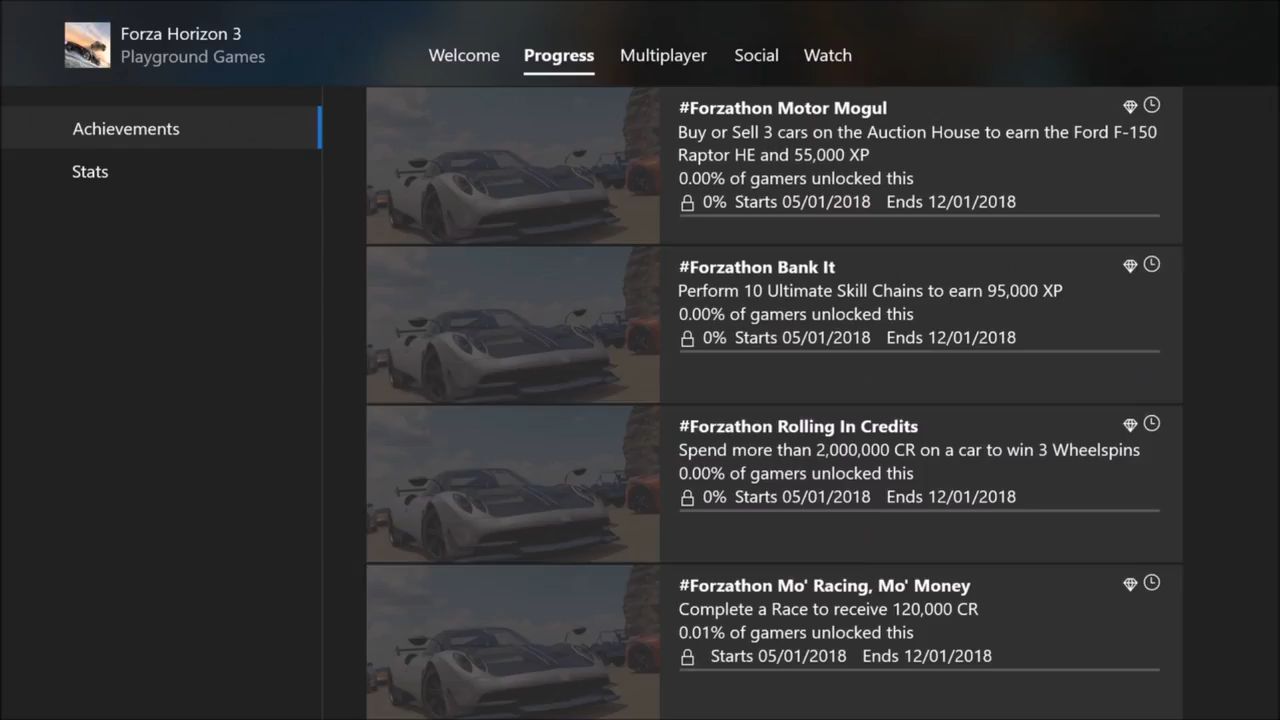 Forza Horizon 3
Playground Games
Welcome Progress Multiplayer Social Watch
Achievements
Stats
#Forzathon Motor Mogul
Buy or Sell 3 cars on the Auction House to earn the Ford F-150
Raptor HE and 55,000 XP
0.00% of gamers unlocked this
0% Starts 05/01/2018 Ends 12/01/2018
#Forzathon Bank It
Perform 10 Ultimate Skill Chains to earn 95,000 XP
0.00% of gamers unlocked this
0% Starts 05/01/2018 Ends 12/01/2018
#Forzathon Rolling In Credits
Spend more than 2,000,000 CR on a car to win 3 Wheelspins
0.00% of gamers unlocked this
0% Starts 05/01/2018 Ends 12/01/2018
#Forzathon Mo' Racing, Mo' Money
Complete a Race to receive 120,000 CR
0.01% of gamers unlocked this
Starts 05/01/2018 Ends 12/01/2018